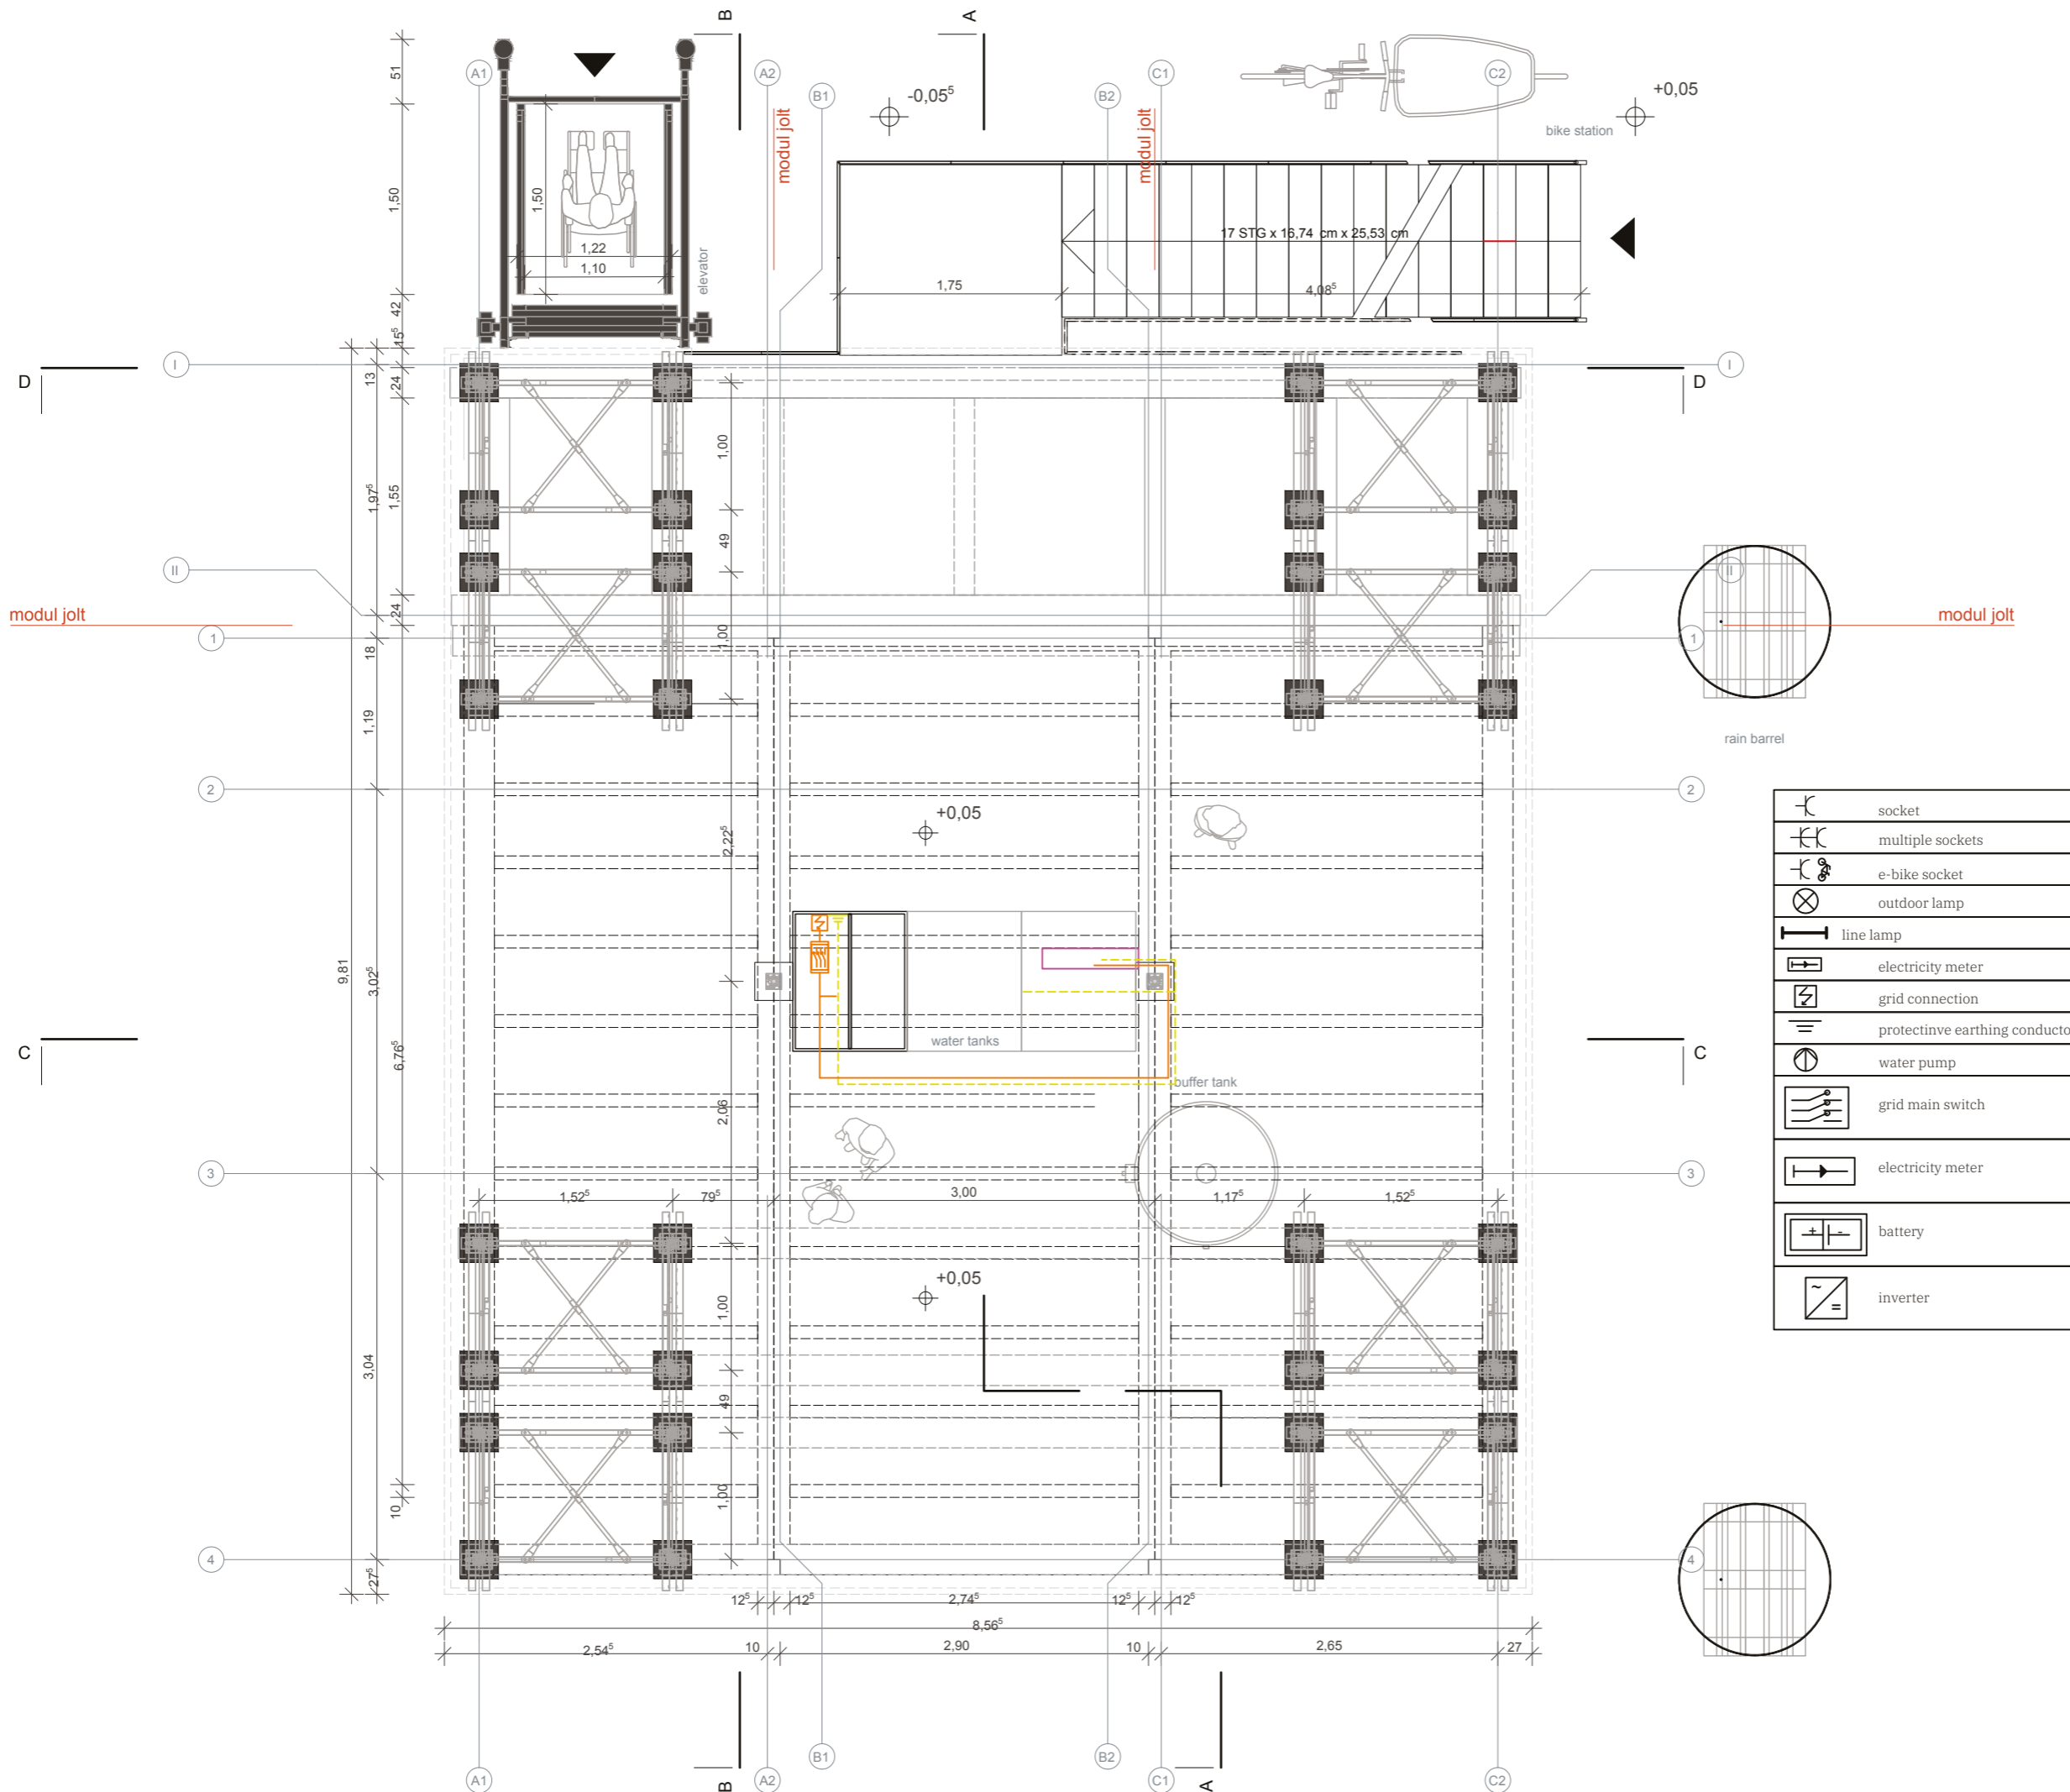 B
A
A1
A2
B1
B2
C1
C2
-0,05⁵
+0,05
bike station
modul jolt
modul jolt
51
1,50
1,50
1,22
1,10
elevator
42
15⁵
17 STG x 16,74 cm x 25,53 cm
1,75
4,08⁵
I
I
D
D
13
24
1,97⁵
1,55
1,00
49
II
II
24
modul jolt
modul jolt
1
1
18
1,00
rain barrel
1,19
2
2
+0,05
2,22⁵
9,81
3,02⁵
6,76⁵
water tanks
C
C
buffer tank
2,06
3
3
1,52⁵
79⁵
3,00
1,17⁵
1,52⁵
+0,05
1,00
3,04
49
1,00
10
4
4
27⁵
12⁵
12⁵
2,74⁵
12⁵
12⁵
8,56⁵
2,54⁵
10
2,90
10
2,65
27
B
A
A1
A2
B1
B2
C1
C2
socket
multiple sockets
e-bike socket
outdoor lamp
line lamp
electricity meter
grid connection
protectinve earthing conducto
water pump
grid main switch
electricity meter
battery
inverter